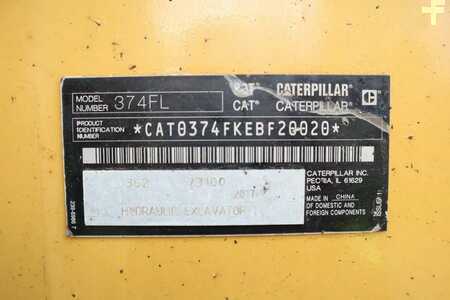 MODEL NUMBER 374FL
CAT® CATERPILLAR®
CAT® CATERPILLAR®
PRODUCT IDENTIFICATION NUMBER *CAT0374FKEBF20020*
CATERPILLAR INC.
PEORIA, IL 61629
USA
MADE IN CHINA
DOMESTIC AND
FOREIGN COMPONENTS
HYDRAULIC EXCAVATOR